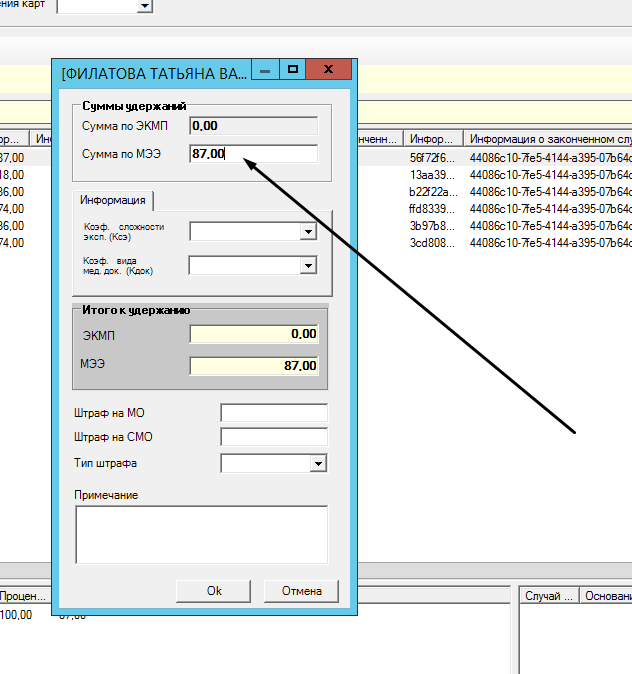 ения карт
[ФИЛАТОВА ТАТЬЯНА ВА...
Суммы удержаний
Сумма по ЭКМП 0,00
Сумма по МЭЭ 87,00
Информация
Коэф. сложности
эксп. (Ксэ)
Коэф. вида
мед. док. (Кдок)
Итого к удержанию
ЭКМП 0,00
МЭЭ 87,00
Штраф на МО
Штраф на СМО
Тип штрафа
Примечание
Ok Отмена
ор... Ин нченн... Инфор... Информация о законченном слу
37,00 56f72f6... 44086c10-7fe5-4144-a395-07b64c
18,00 13aa39... 44086c10-7fe5-4144-a395-07b64c
36,00 b22f22a... 44086c10-7fe5-4144-a395-07b64c
74,00 ffd8339... 44086c10-7fe5-4144-a395-07b64c
36,00 3b97b8... 44086c10-7fe5-4144-a395-07b64c
74,00 3cd808... 44086c10-7fe5-4144-a395-07b64c
Процен... Случай ... Основани
100,00